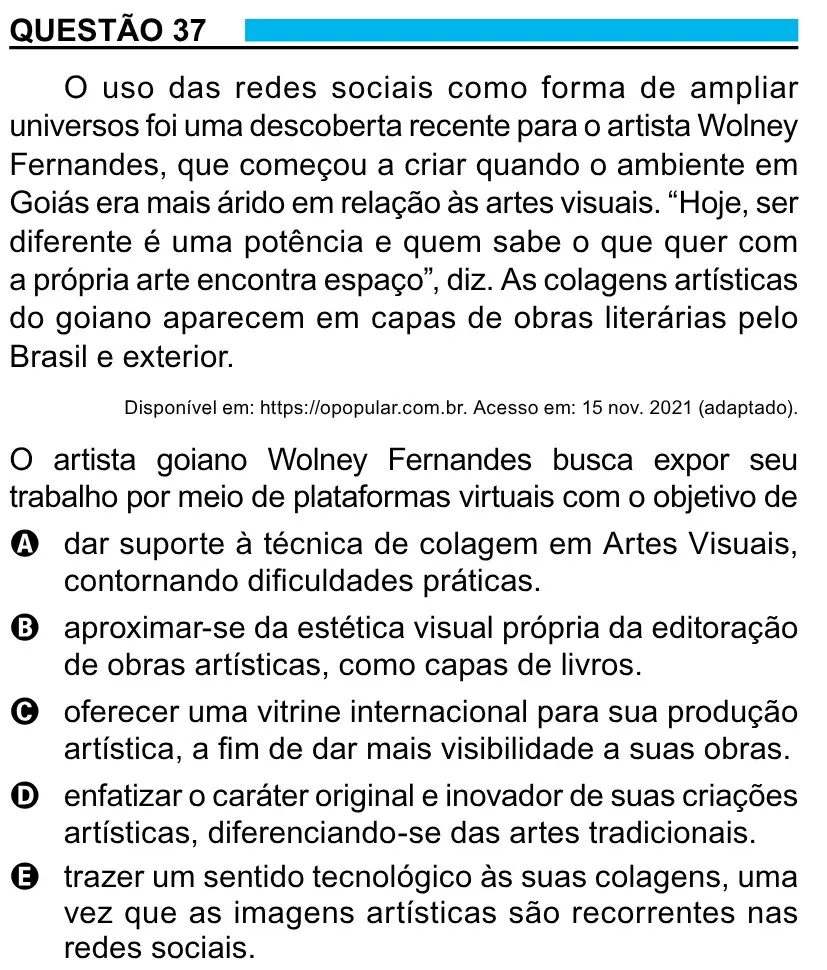 QUESTÃO 37
O uso das redes sociais como forma de ampliar
universos foi uma descoberta recente para o artista Wolney
Fernandes, que começou a criar quando o ambiente em
Goiás era mais árido em relação às artes visuais. “Hoje, ser
diferente é uma potência e quem sabe o que quer com
a própria arte encontra espaço”, diz. As colagens artísticas
do goiano aparecem em capas de obras literárias pelo
Brasil e exterior.
Disponível em: https://opopular.com.br. Acesso em: 15 nov. 2021 (adaptado).
O artista goiano Wolney Fernandes busca expor seu
trabalho por meio de plataformas virtuais com o objetivo de
A dar suporte à técnica de colagem em Artes Visuais,
contornando dificuldades práticas.
B aproximar-se da estética visual própria da editoração
de obras artísticas, como capas de livros.
C oferecer uma vitrine internacional para sua produção
artística, a fim de dar mais visibilidade a suas obras.
D enfatizar o caráter original e inovador de suas criações
artísticas, diferenciando-se das artes tradicionais.
E trazer um sentido tecnológico às suas colagens, uma
vez que as imagens artísticas são recorrentes nas
redes sociais.